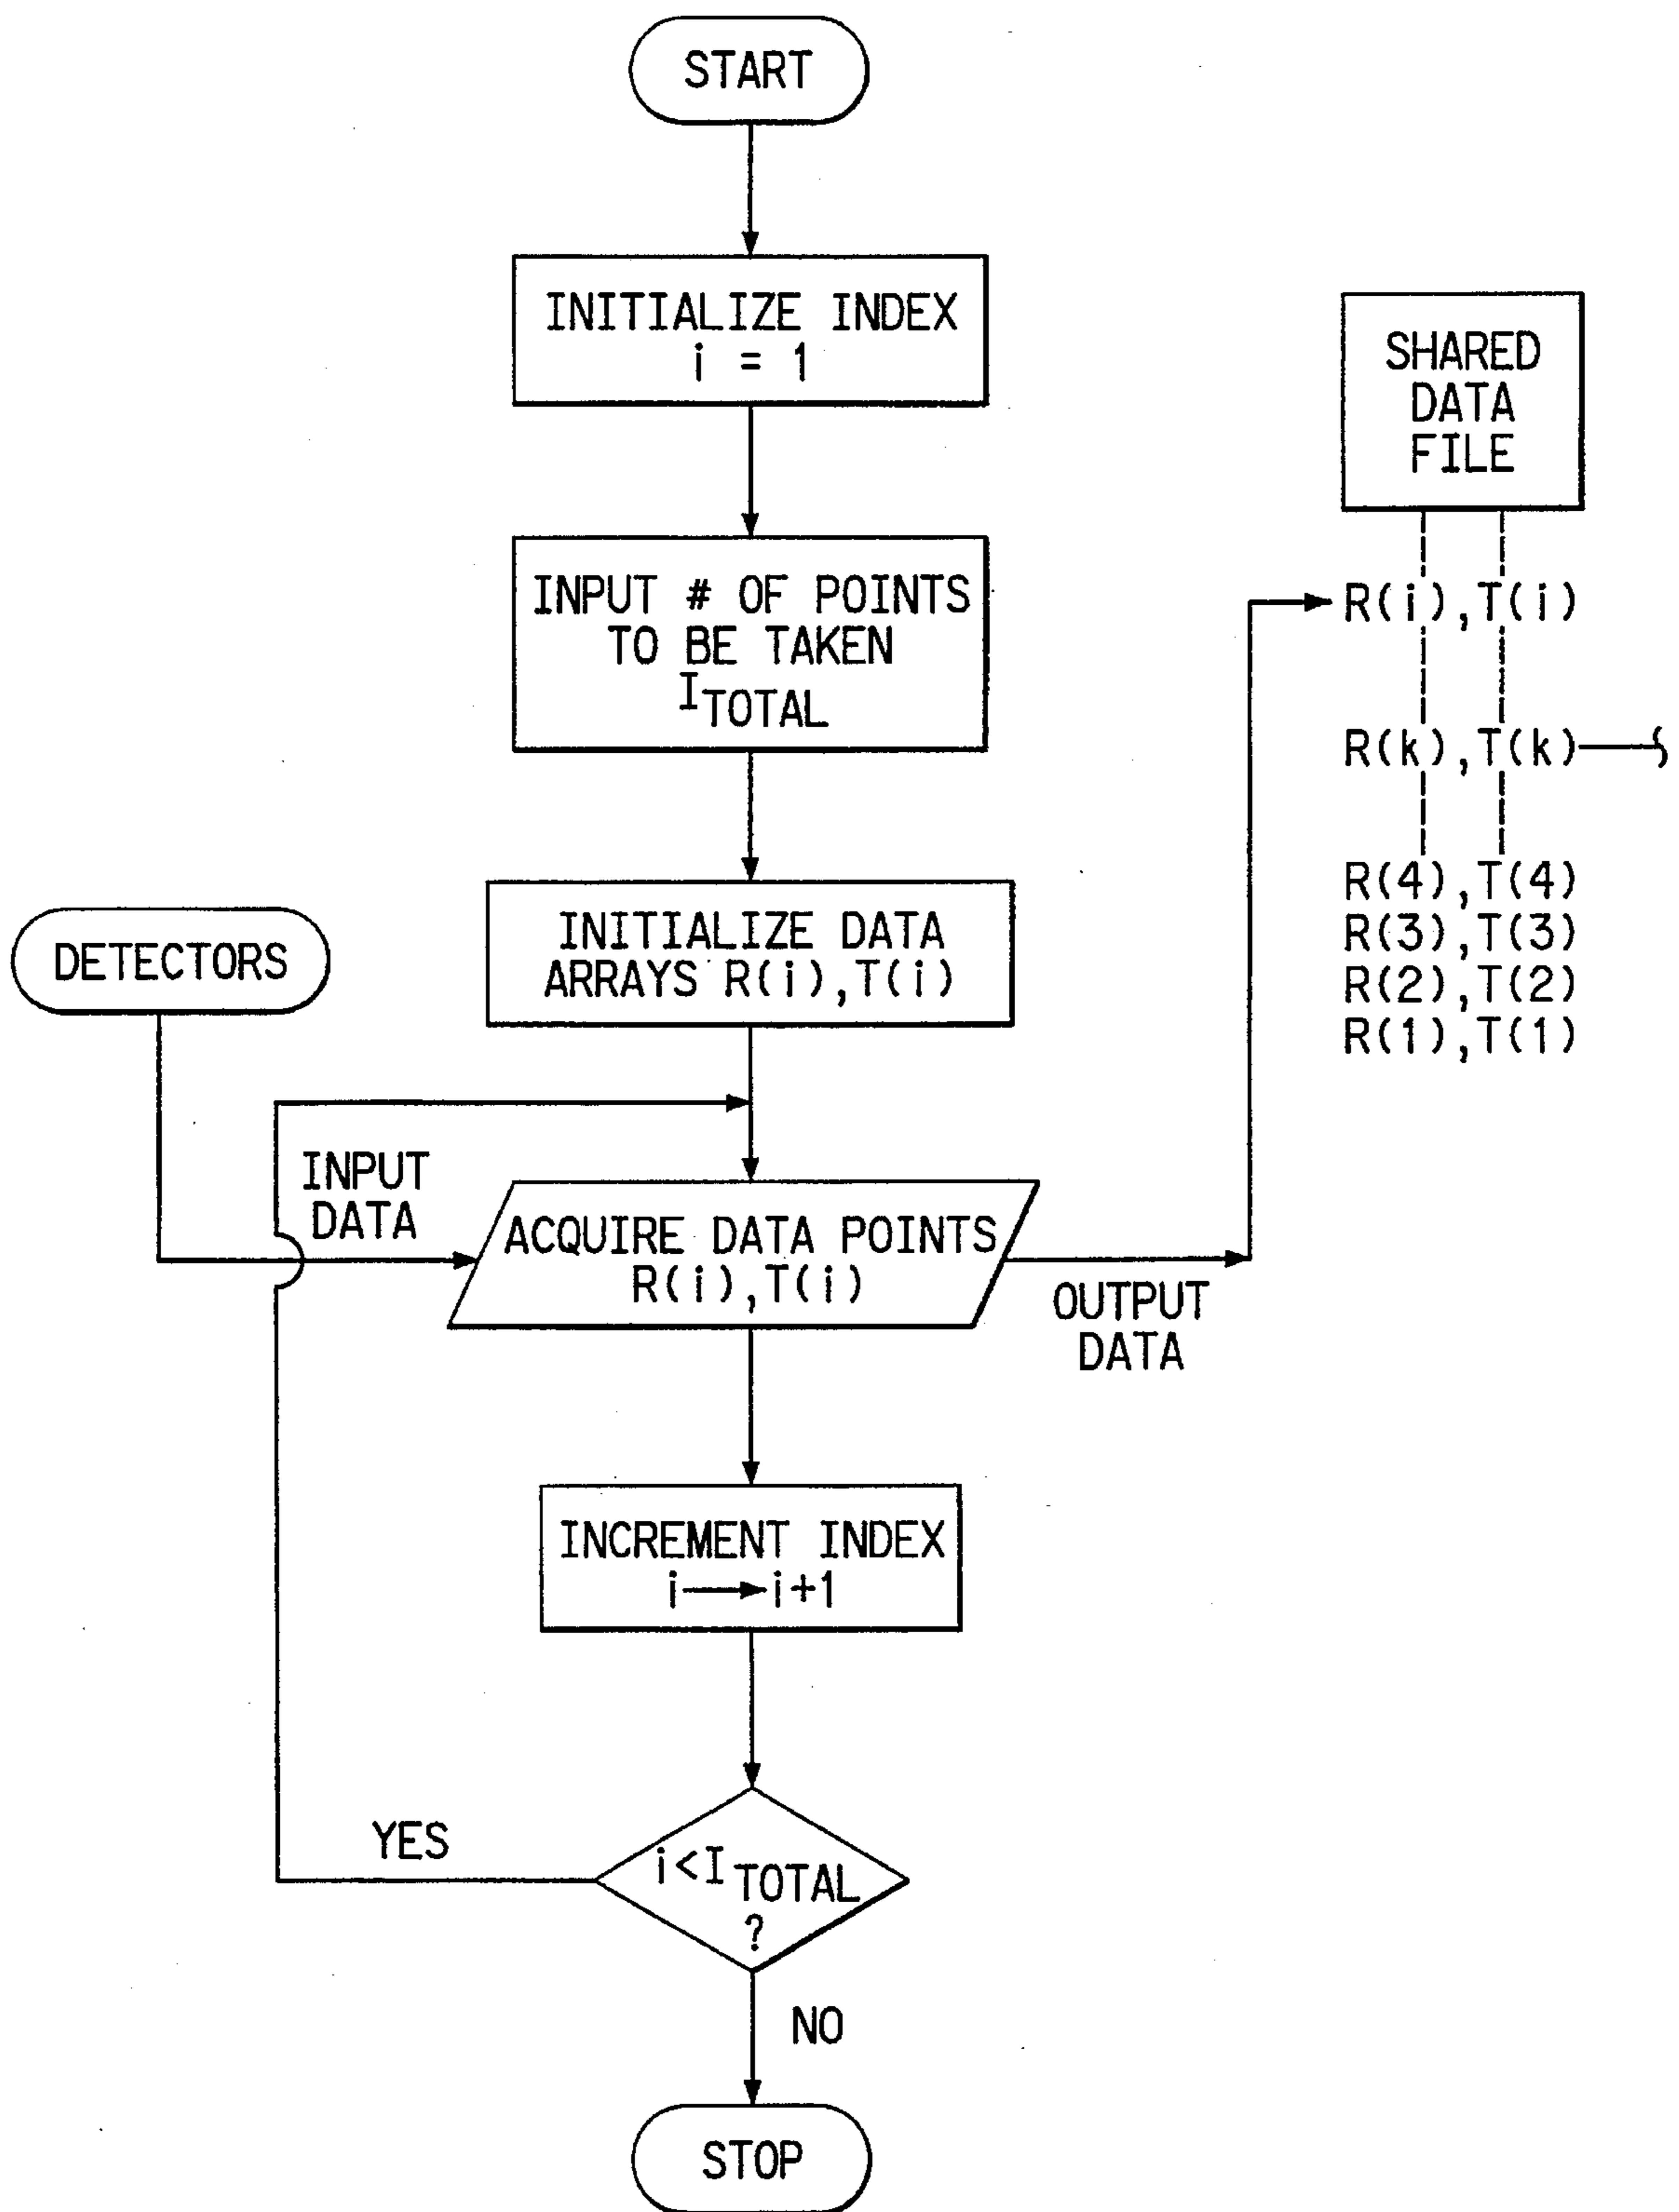 START
INITIALIZE INDEX
i = 1
INPUT # OF POINTS
TO BE TAKEN
I TOTAL
INITIALIZE DATA
ARRAYS R(i),T(i)
DETECTORS
INPUT
DATA
ACQUIRE DATA POINTS
R(i),T(i)
OUTPUT
DATA
INCREMENT INDEX
i→i+1
YES
i<I TOTAL
?
NO
STOP
SHARED
DATA
FILE
R(i),T(i)
R(k),T(k)
R(4),T(4)
R(3),T(3)
R(2),T(2)
R(1),T(1)